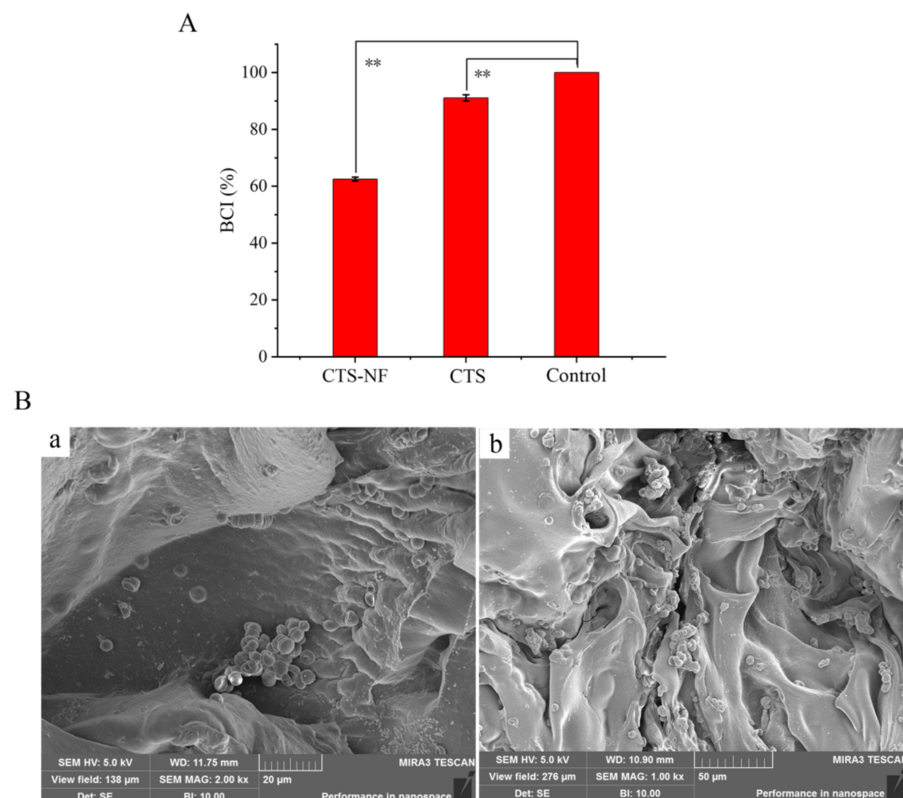 A
BCI (%)
100
80
60
40
20
0
**
**
CTS-NF CTS Control
B
a
SEM HV: 5.0 kV WD: 11.75 mm MIRA3 TESCAN
View field: 138 µm SEM MAG: 2.00 kx 20 µm
Det: SE BI: 10.00 Performance in nanospace
b
SEM HV: 5.0 kV WD: 10.90 mm MIRA3 TESCAN
View field: 276 µm SEM MAG: 1.00 kx 50 µm
Det: SE BI: 10.00 Performance in nanospace